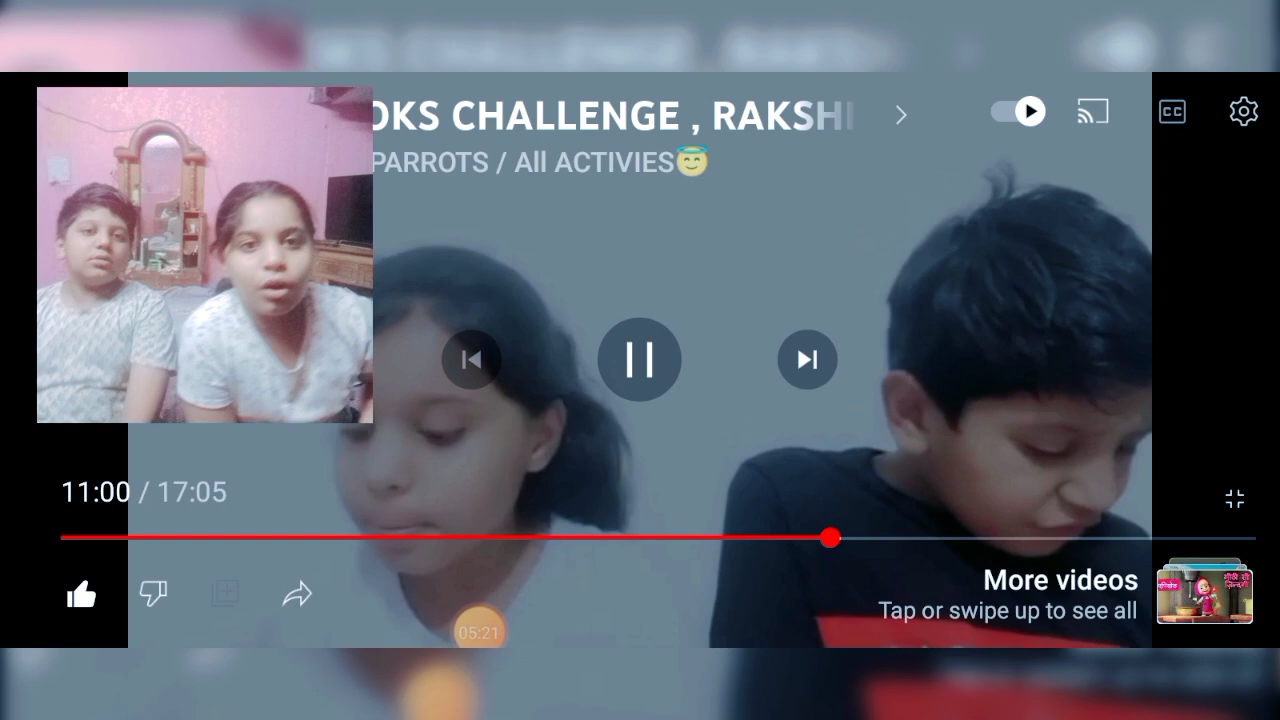 OKS CHALLENGE , RAKSHI
PARROTS / All ACTIVIES😇
CC
11:00 / 17:05
More videos
Tap or swipe up to see all
05:21